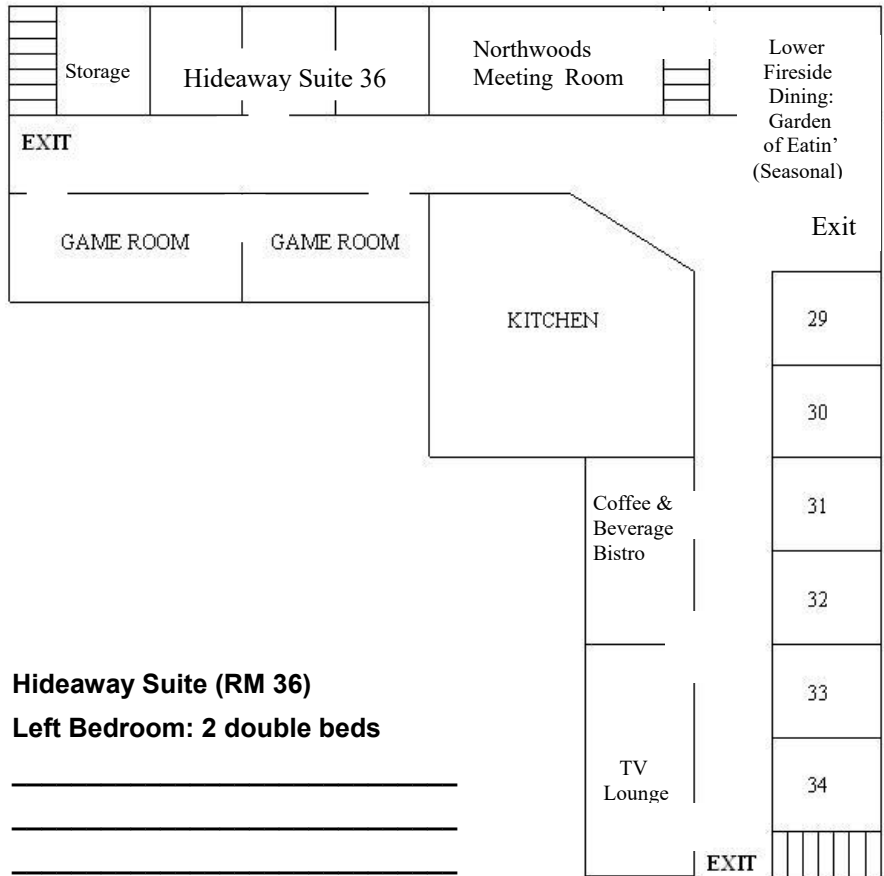 Storage
Hideaway Suite 36
Northwoods
Meeting Room
Lower
Fireside
Dining:
Garden
of Eatin’
(Seasonal)
EXIT
Exit
GAME ROOM
GAME ROOM
KITCHEN
29
30
Coffee &
Beverage
Bistro
31
32
33
34
TV
Lounge
EXIT
Hideaway Suite (RM 36)
Left Bedroom: 2 double beds